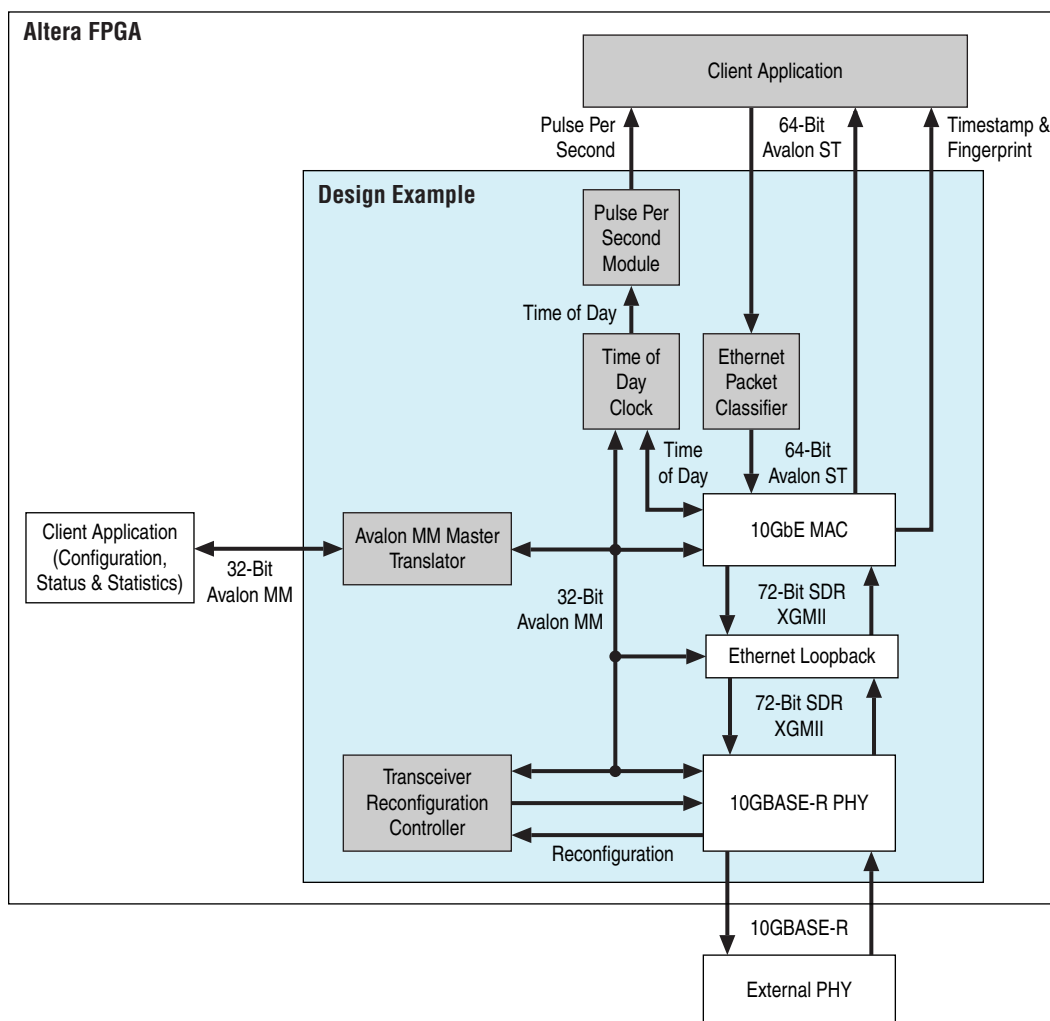 Altera FPGA
Client Application
Pulse Per
Second
64-Bit
Avalon ST
Timestamp &
Fingerprint
Design Example
Pulse Per
Second
Module
Time of Day
Time of
Day
Clock
Ethernet
Packet
Classifier
Time
of Day
64-Bit
Avalon ST
Client Application
(Configuration,
Status & Statistics)
32-Bit
Avalon MM
Avalon MM Master
Translator
10GbE MAC
32-Bit
Avalon MM
72-Bit SDR
XGMII
Ethernet Loopback
72-Bit SDR
XGMII
Transceiver
Reconfiguration
Controller
10GBASE-R PHY
Reconfiguration
10GBASE-R
External PHY